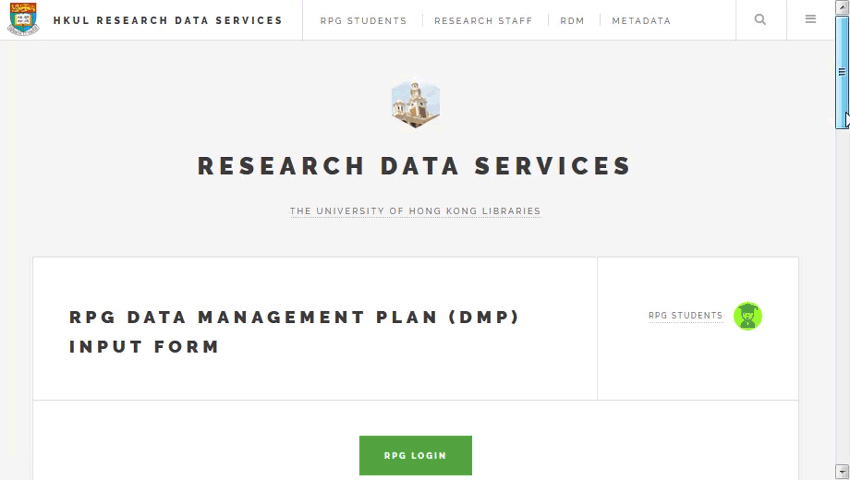 HKUL RESEARCH DATA SERVICES
RPG STUDENTS
RESEARCH STAFF
RDM
METADATA
RESEARCH DATA SERVICES
THE UNIVERSITY OF HONG KONG LIBRARIES
RPG DATA MANAGEMENT PLAN (DMP)
INPUT FORM
RPG STUDENTS
RPG LOGIN